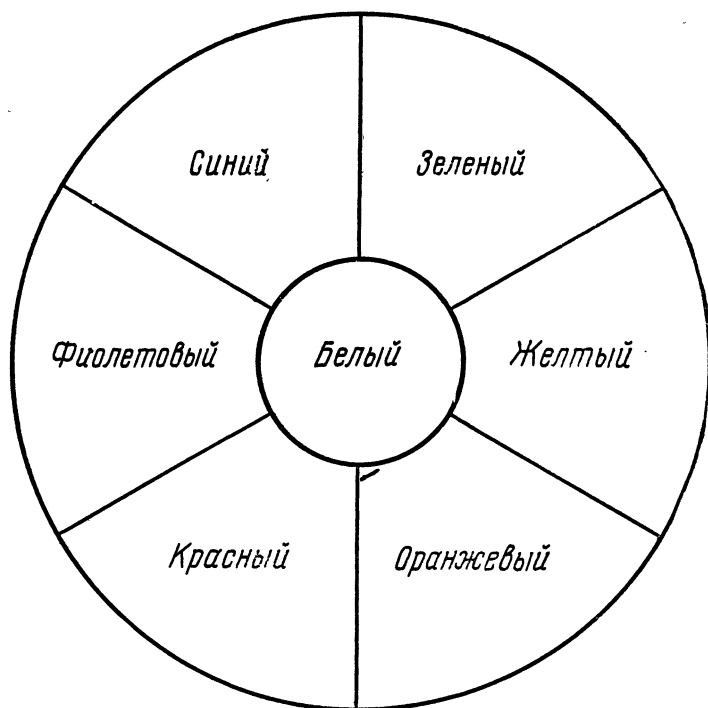 Синий
Зеленый
Фиолетовый
Белый
Желтый
Красный
Оранжевый